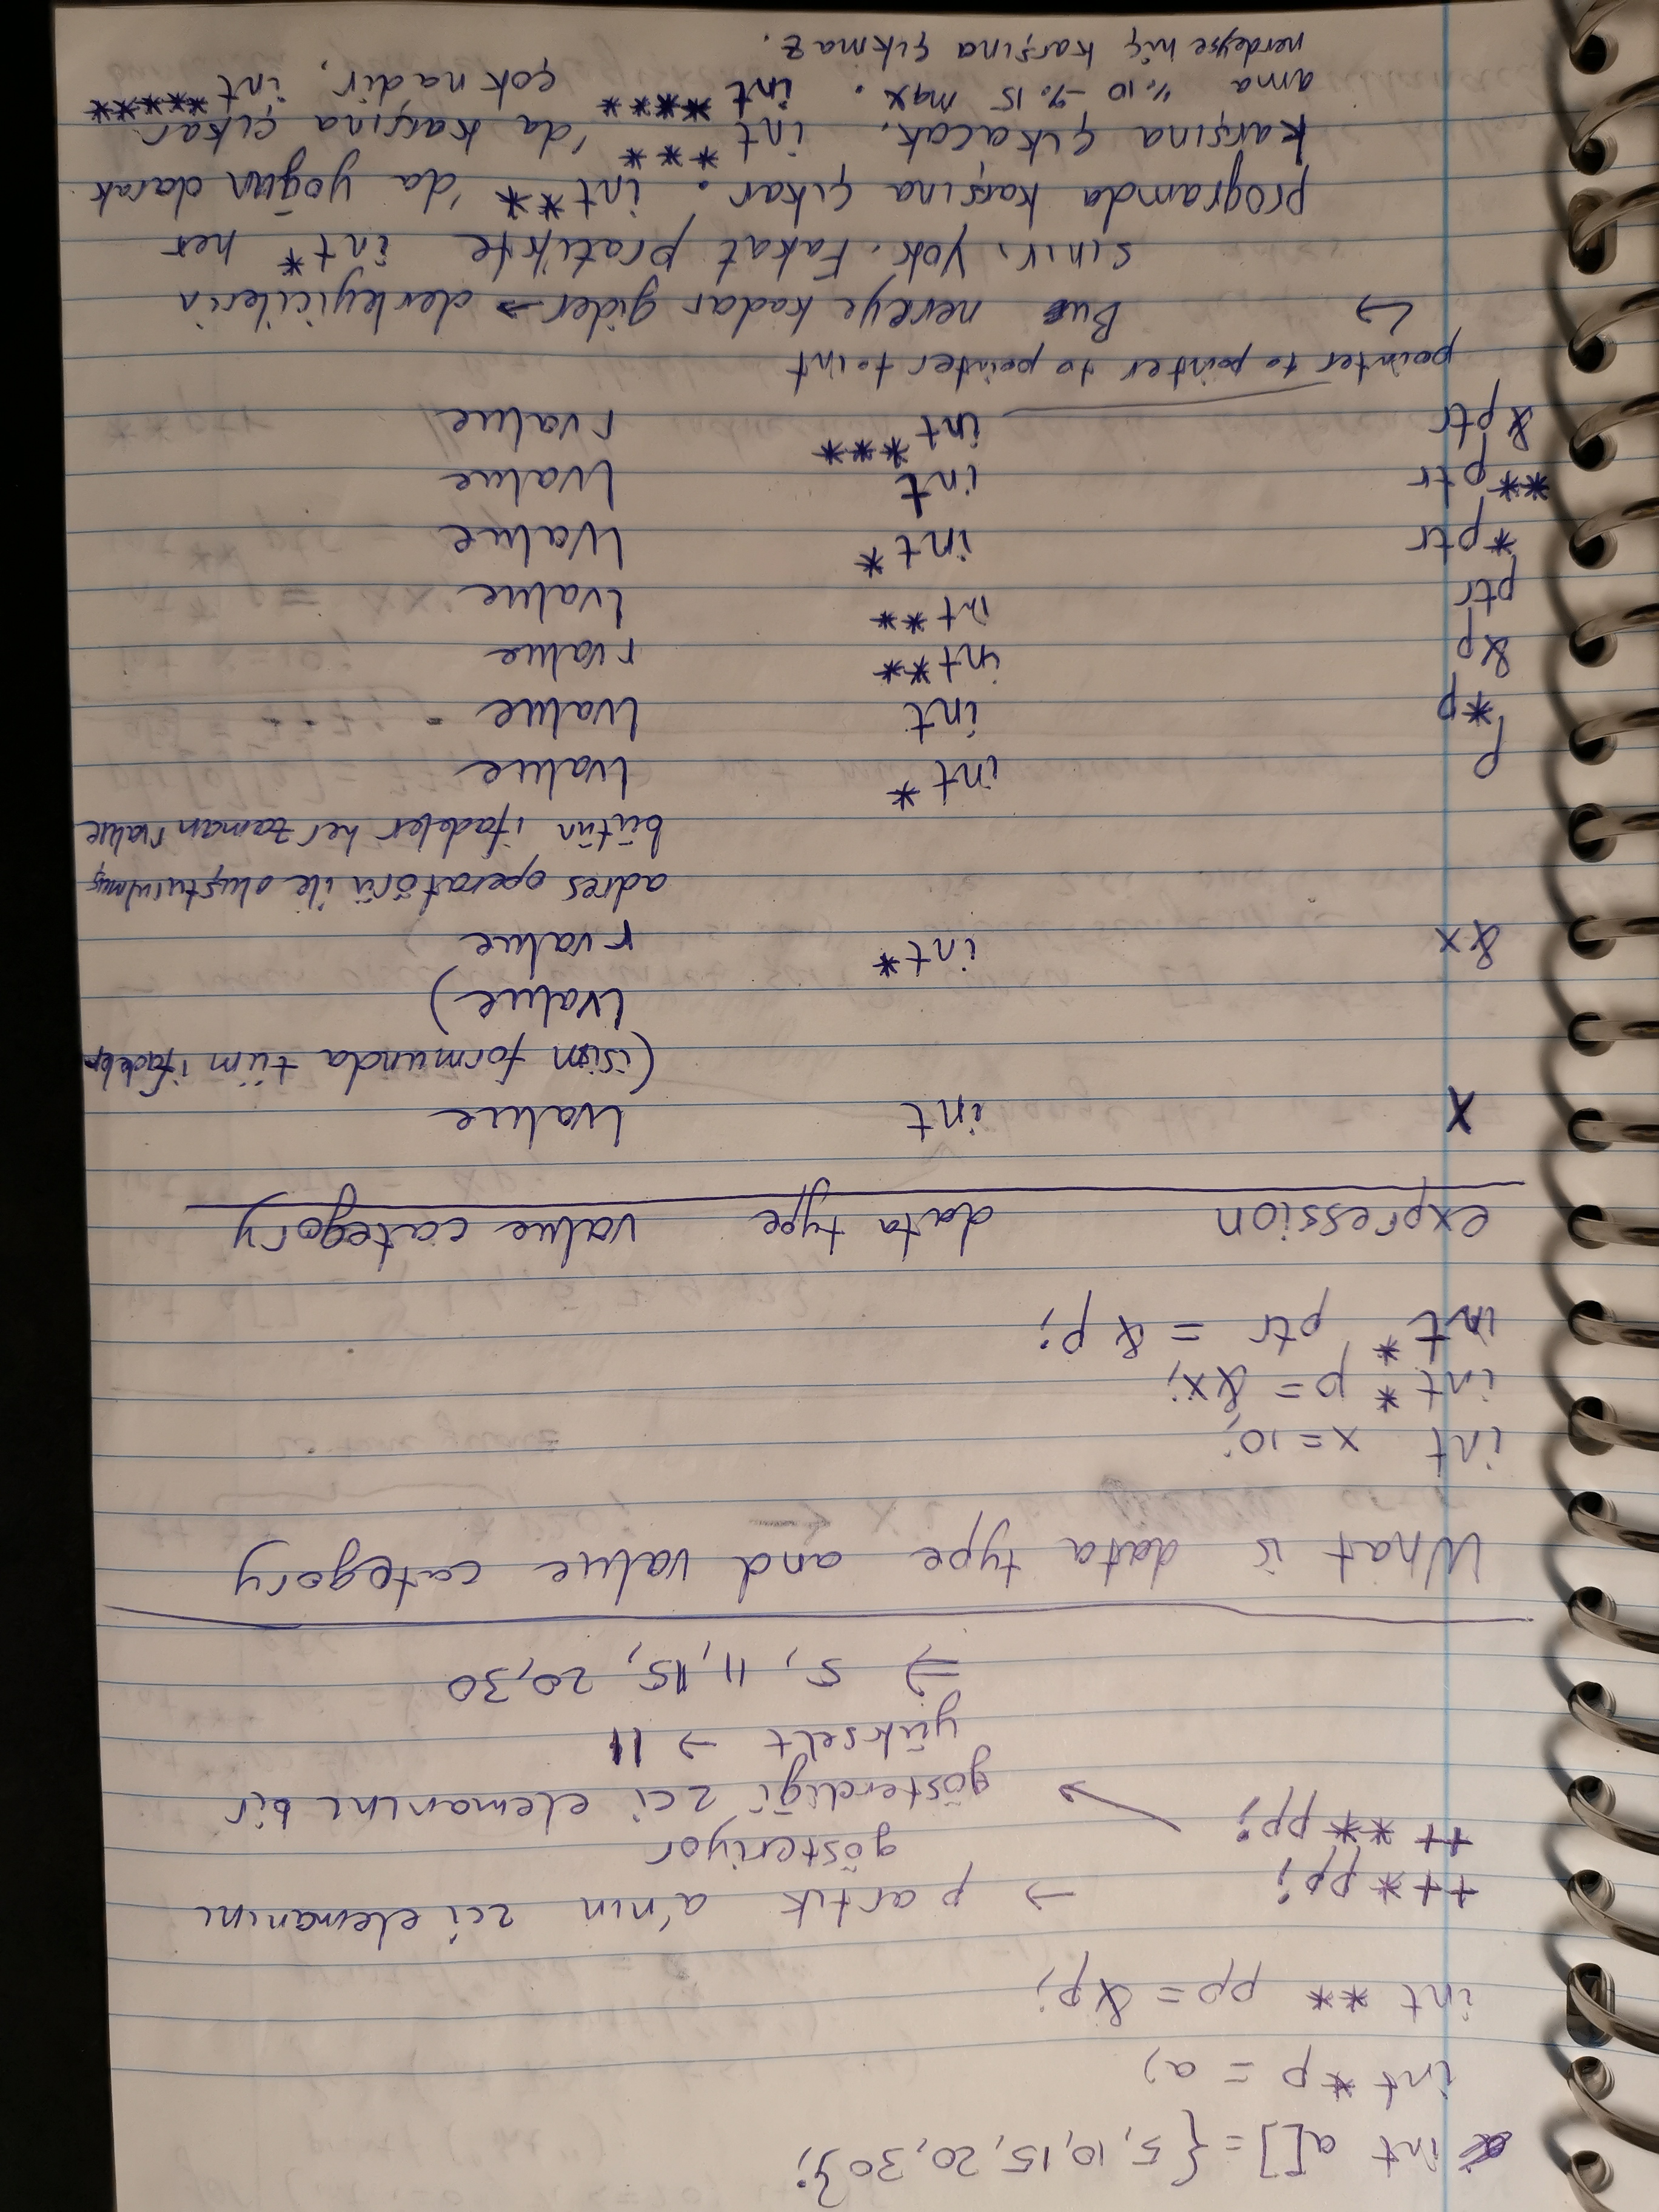 int a[]={5,10,15,20,30};
int *p = a;
int ** pp = &p;
++*pp; → p artık a'nın 2ci elemanını
gösteriyor
++**pp; → gösterdiği 2ci elemanını bir
yükselt → 11
⇒ 5, 11, 15, 20, 30
What is data type and value category
int x = 10;
int* p = &x;
int* ptr = &p;
expression data type value category
x int lvalue
(isim formunda tüm ifadeler
lvalue)
&x int* rvalue
adres operatörü ile oluşturulmuş
bütün ifadeler her zaman rvalue
p int* lvalue
*p int lvalue
&p int** rvalue
ptr int** lvalue
*ptr int* lvalue
**ptr int lvalue
&ptr int*** rvalue
pointer to pointer to pointer to int
↳ Bu nereye kadar gider → derleyicilerin
sınırı yok. Fakat pratikte int* her
programda karşına çıkar. int** 'da yoğun olarak
karşına çıkacak. int*** 'da karşına çıkar
ama %10 - %15 max. int**** çok nadir, int*****
nerdeyse hiç karşına çıkmaz.